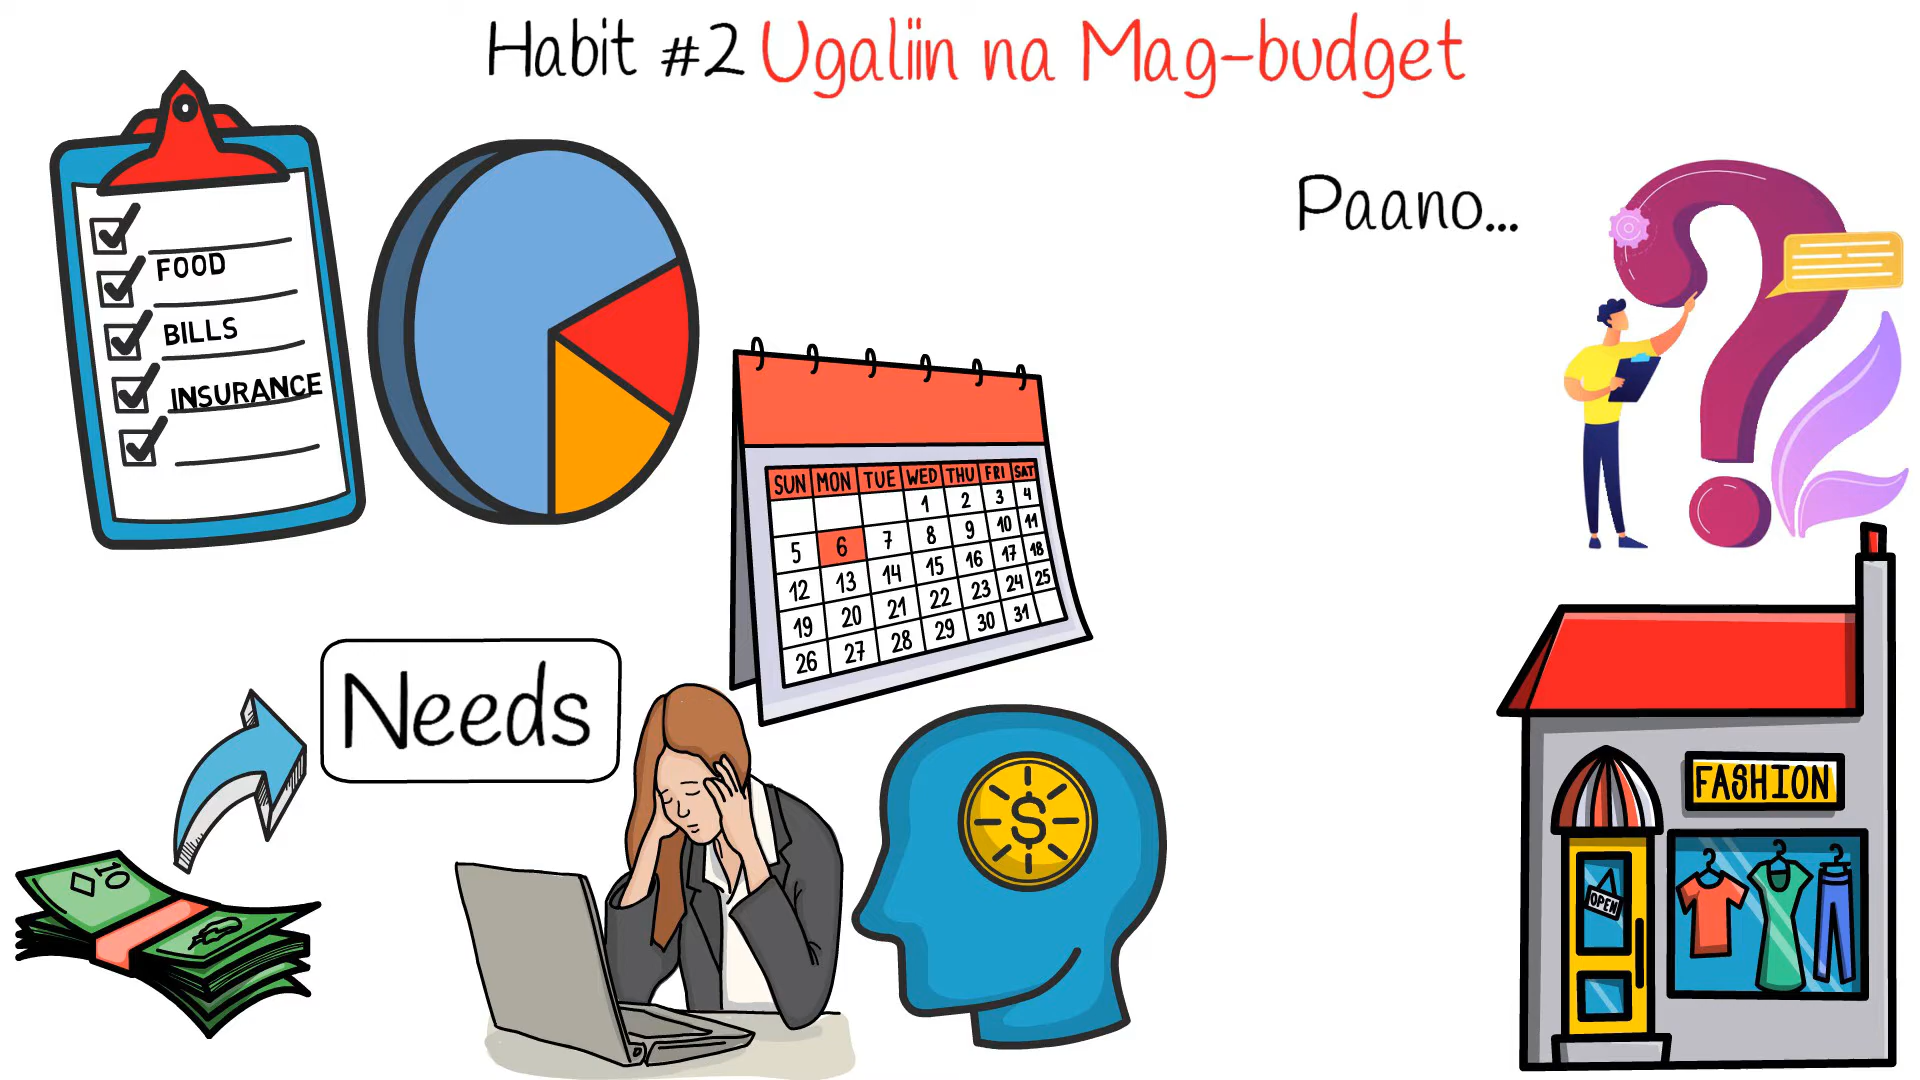 Habit #2 Ugaliin na Mag-budget
Paano...
FOOD
BILLS
INSURANCE
SUN MON TUE WED THU FRI SAT
1 2 3 4
5 6 7 8 9 10 11
12 13 14 15 16 17 18
19 20 21 22 23 24 25
26 27 28 29 30 31
Needs
$
10
FASHION
OPEN